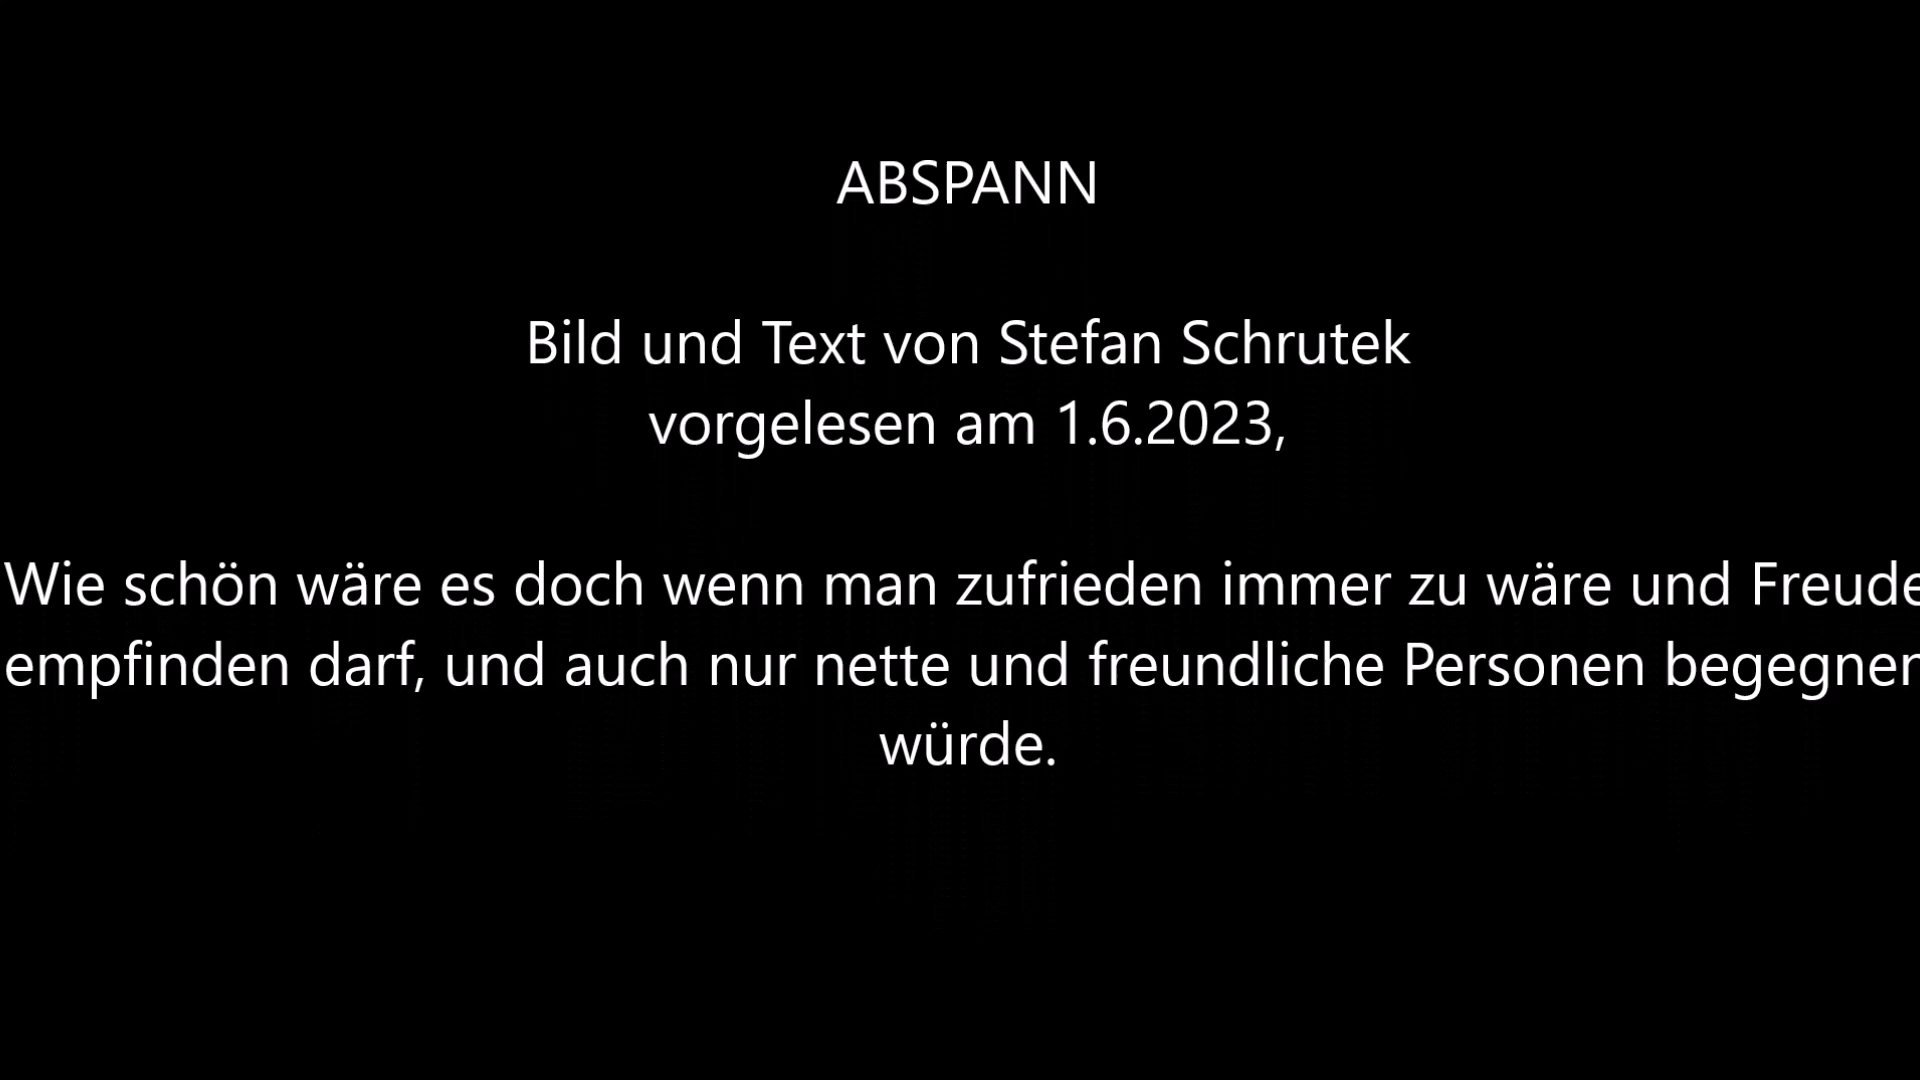 ABSPANN
Bild und Text von Stefan Schrutek
vorgelesen am 1.6.2023,
Wie schön wäre es doch wenn man zufrieden immer zu wäre und Freude
empfinden darf, und auch nur nette und freundliche Personen begegnen
würde.